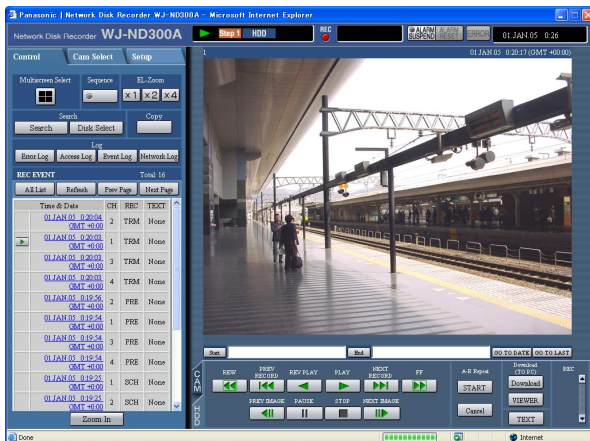 Panasonic | Network Disk Recorder WJ-ND300A - Microsoft Internet Explorer
Network Disk Recorder WJ-ND300A
Step 1 HDD
REC
ALARM SUSPEND
ALARM RESET
ERROR
01.JAN.05 0:26
Control Cam Select Setup
1 01.JAN.05 0:20:17 (GMT +00:00)
Multiscreen Select Sequence EL-Zoom
x1 x2 x4
Search Copy
Search Disk Select
Log
Error Log Access Log Event Log Network Log
REC EVENT Total: 16
All List Refresh Prev Page Next Page
Time & Date CH REC TEXT
01.JAN.05 0:20:04 GMT +0:00 2 TRM None
01.JAN.05 0:20:03 GMT +0:00 1 TRM None
01.JAN.05 0:20:03 GMT +0:00 3 TRM None
01.JAN.05 0:20:03 GMT +0:00 4 TRM None
01.JAN.05 0:19:56 GMT +0:00 2 PRE None
01.JAN.05 0:19:54 GMT +0:00 1 PRE None
01.JAN.05 0:19:54 GMT +0:00 3 PRE None
01.JAN.05 0:19:54 GMT +0:00 4 PRE None
01.JAN.05 0:19:25 GMT +0:00 1 SCH None
01.JAN.05 0:19:25 GMT +0:00 2 SCH None
Zoom In
Start End GO TO DATE GO TO LAST
CAM
HDD
REW PREV RECORD REV PLAY PLAY NEXT RECORD FF
PREV IMAGE PAUSE STOP NEXT IMAGE
A-B Repeat
START
Cancel
Download (TO PC)
Download
VIEWER
TEXT
REC
Done Internet